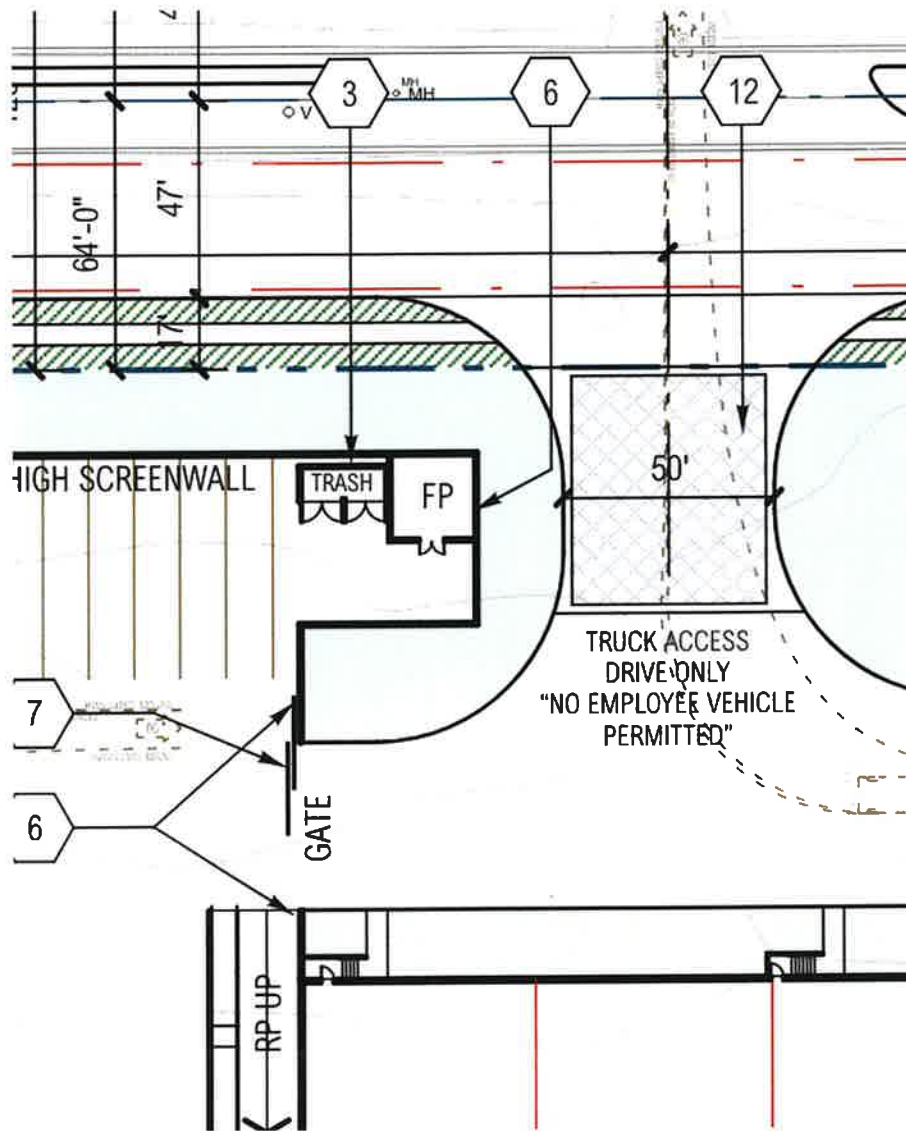 3
MH
MH
V
6
12
64'-0"
47'
17'
50'
HIGH SCREENWALL
TRASH
FP
TRUCK ACCESS
DRIVE ONLY
"NO EMPLOYEE VEHICLE
PERMITTED"
7
6
GATE
RP UP